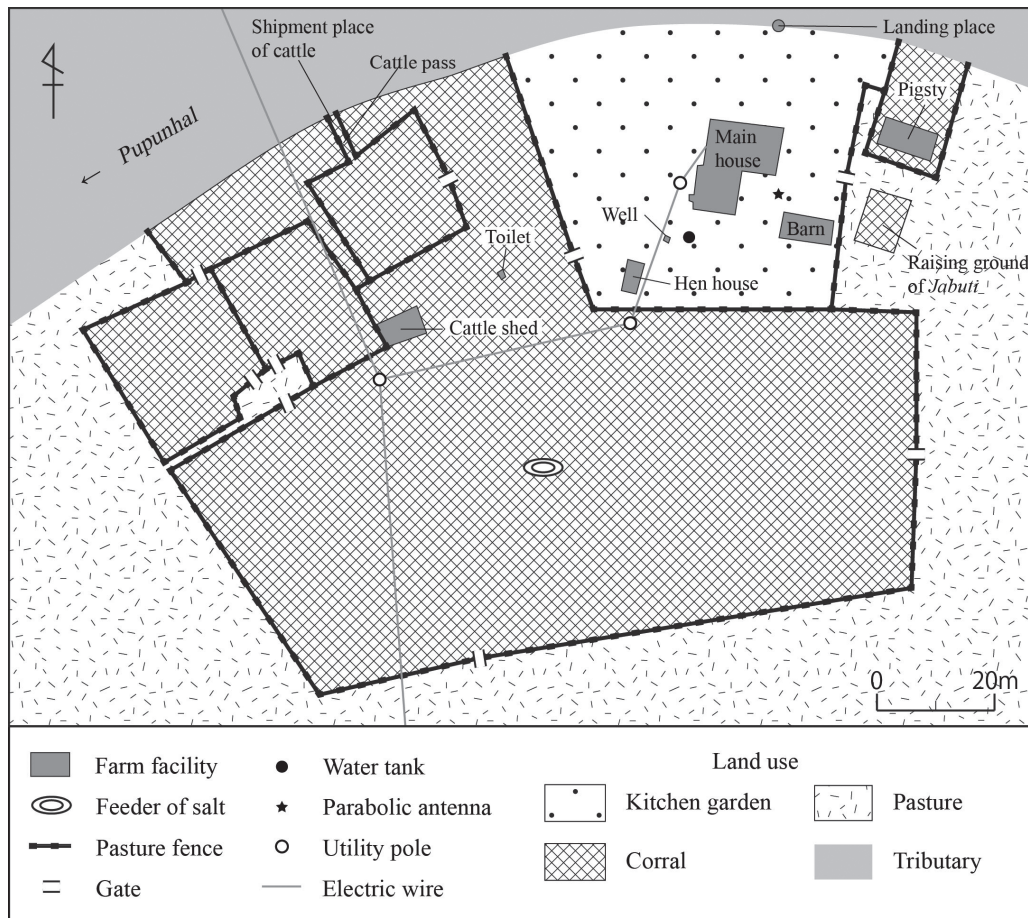 Shipment place
of cattle
Cattle pass
Landing place
Pupunhal
Pigsty
Main
house
Well
Barn
Toilet
Hen house
Raising ground
of Jabuti
Cattle shed
0 20m
Farm facility
Feeder of salt
Pasture fence
Gate
Water tank
Parabolic antenna
Utility pole
Electric wire
Land use
Kitchen garden
Corral
Pasture
Tributary